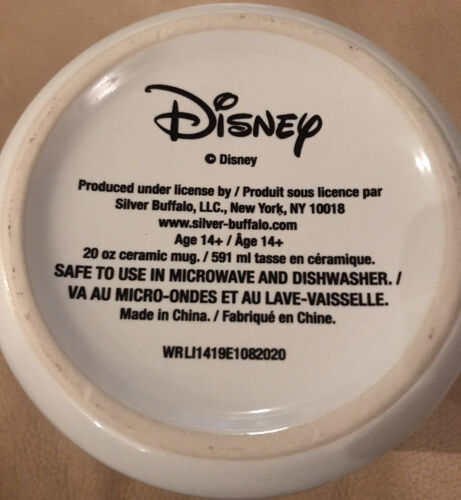 Disney
© Disney
Produced under license by / Produit sous licence par
Silver Buffalo, LLC., New York, NY 10018
www.silver-buffalo.com
Age 14+ / Âge 14+
20 oz ceramic mug. / 591 ml tasse en céramique.
SAFE TO USE IN MICROWAVE AND DISHWASHER. /
VA AU MICRO-ONDES ET AU LAVE-VAISSELLE.
Made in China. / Fabriqué en Chine.
WRLI1419E1082020